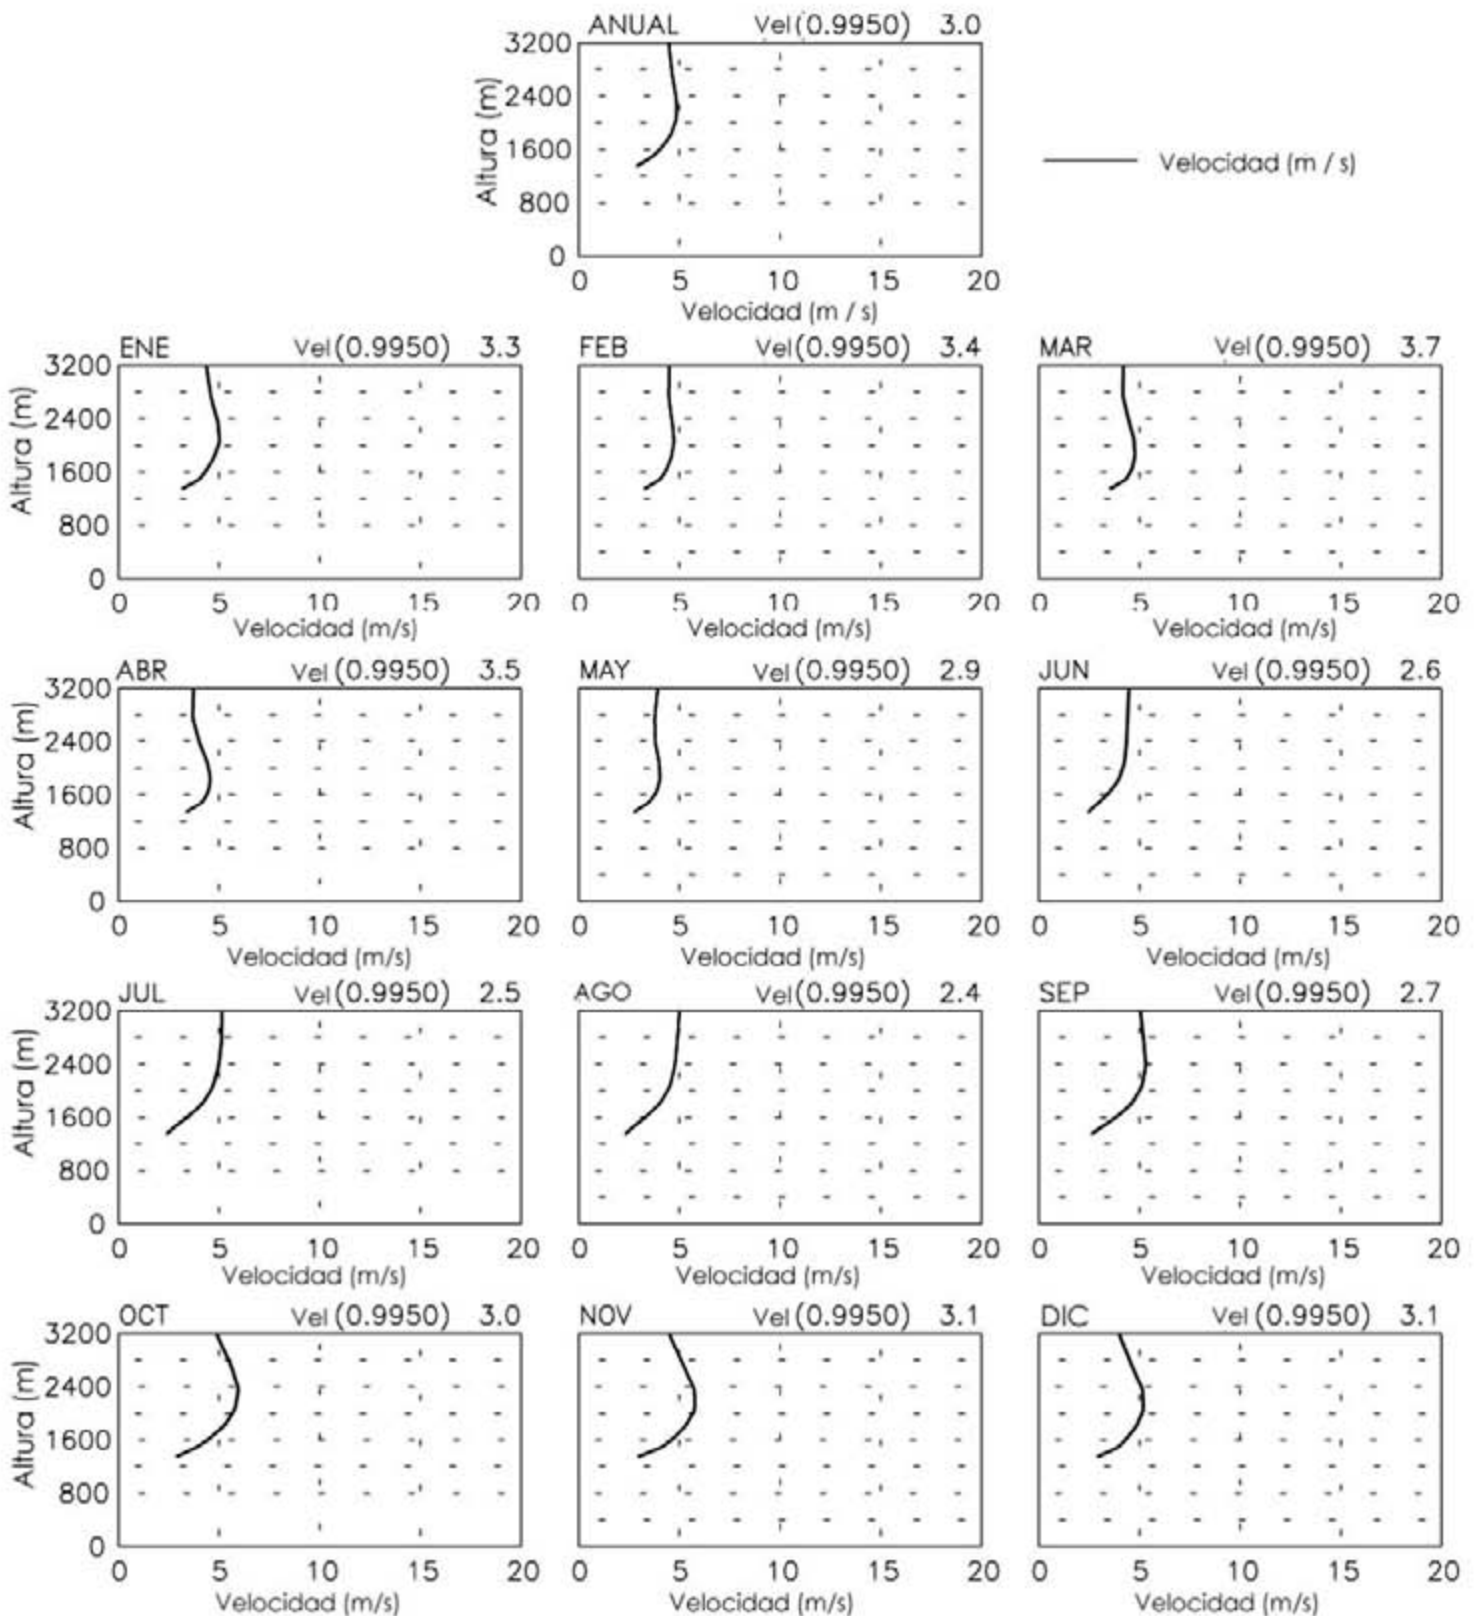 ANUAL Vel(0.9950) 3.0
3200
2400
1600
800
0
Altura (m)
0 5 10 15 20
Velocidad (m / s)
Velocidad (m / s)
ENE Vel(0.9950) 3.3
3200
2400
1600
800
0
Altura (m)
0 5 10 15 20
Velocidad (m/s)
FEB Vel(0.9950) 3.4
0 5 10 15 20
Velocidad (m/s)
MAR Vel(0.9950) 3.7
0 5 10 15 20
Velocidad (m/s)
ABR Vel(0.9950) 3.5
3200
2400
1600
800
0
Altura (m)
0 5 10 15 20
Velocidad (m/s)
MAY Vel(0.9950) 2.9
0 5 10 15 20
Velocidad (m/s)
JUN Vel(0.9950) 2.6
0 5 10 15 20
Velocidad (m/s)
JUL Vel(0.9950) 2.5
3200
2400
1600
800
0
Altura (m)
0 5 10 15 20
Velocidad (m/s)
AGO Vel(0.9950) 2.4
0 5 10 15 20
Velocidad (m/s)
SEP Vel(0.9950) 2.7
0 5 10 15 20
Velocidad (m/s)
OCT Vel(0.9950) 3.0
3200
2400
1600
800
0
Altura (m)
0 5 10 15 20
Velocidad (m/s)
NOV Vel(0.9950) 3.1
0 5 10 15 20
Velocidad (m/s)
DIC Vel(0.9950) 3.1
0 5 10 15 20
Velocidad (m/s)